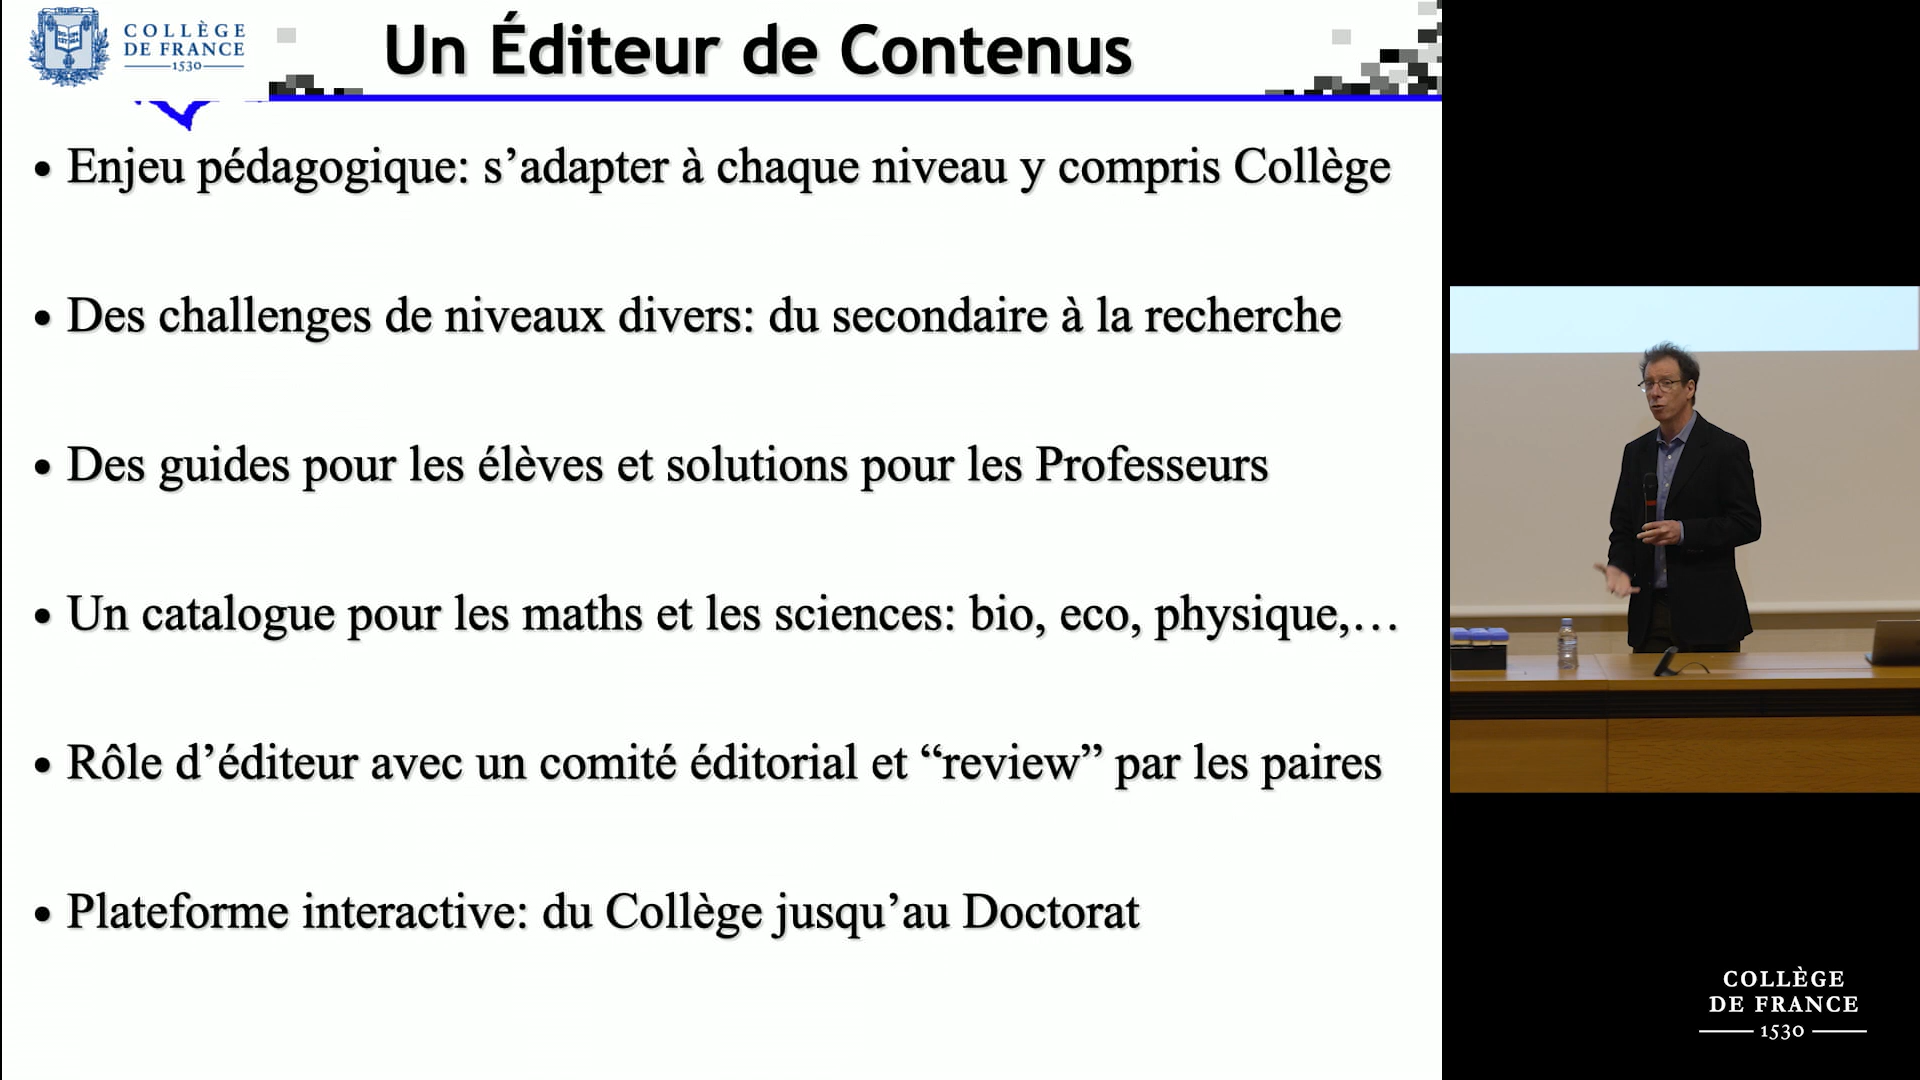 COLLÈGE
DE FRANCE
1530
Un Éditeur de Contenus
• Enjeu pédagogique: s’adapter à chaque niveau y compris Collège
• Des challenges de niveaux divers: du secondaire à la recherche
• Des guides pour les élèves et solutions pour les Professeurs
• Un catalogue pour les maths et les sciences: bio, eco, physique,…
• Rôle d’éditeur avec un comité éditorial et “review” par les paires
• Plateforme interactive: du Collège jusqu’au Doctorat
COLLÈGE
DE FRANCE
1530